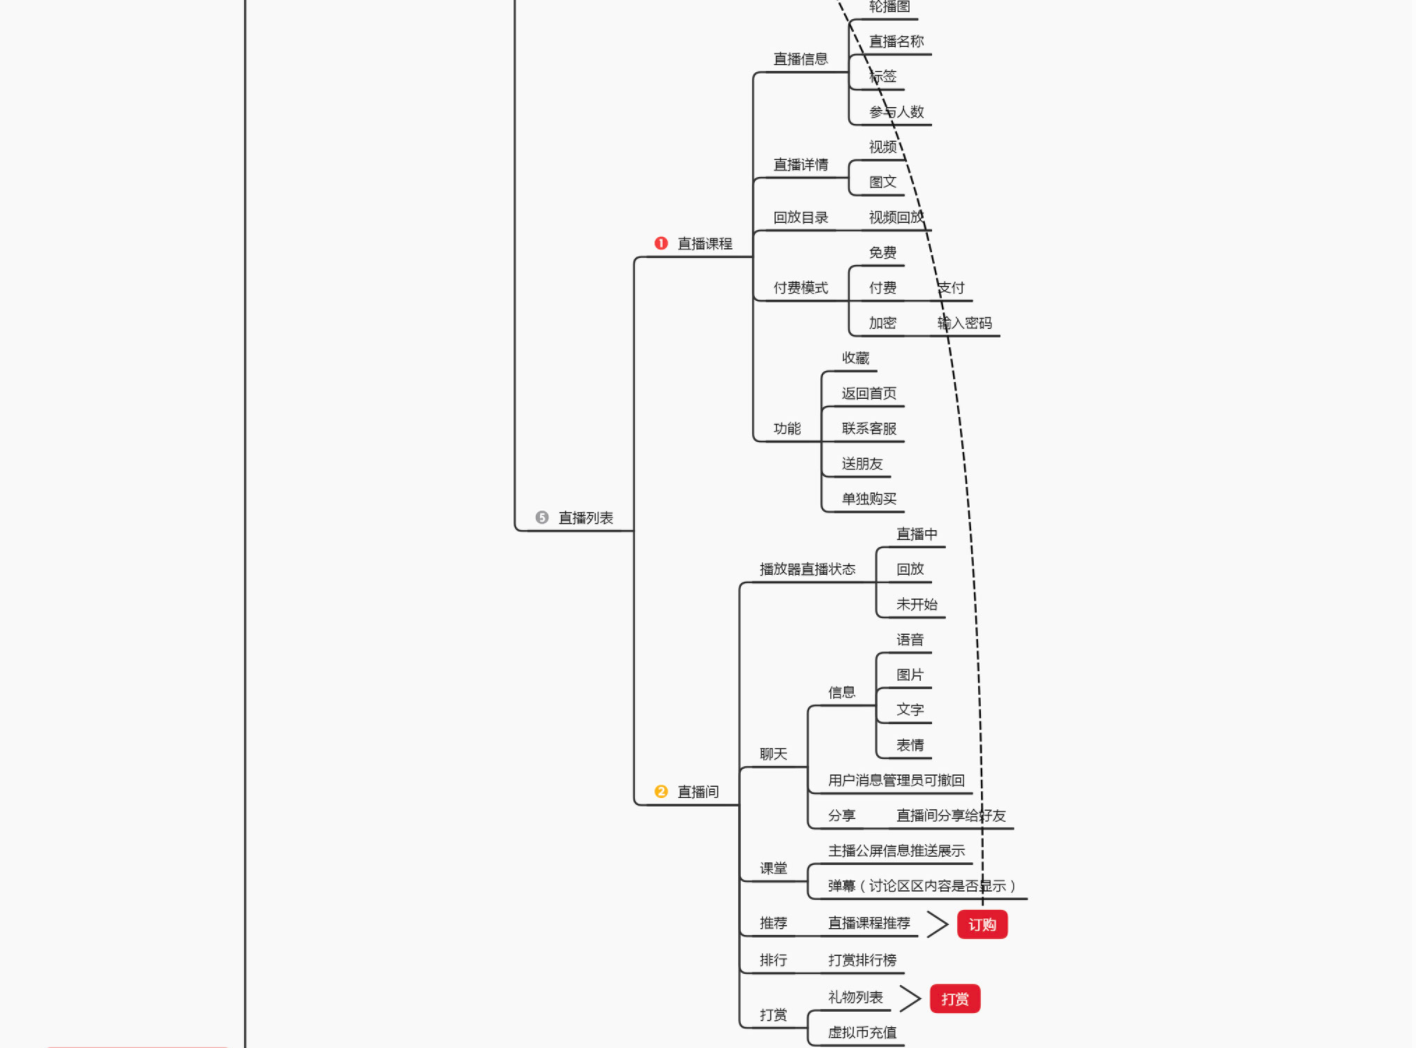 轮播图
直播名称
直播信息
标签
参与人数
视频
直播详情
图文
回放目录
视频回放
❶ 直播课程
免费
付费模式
付费
支付
加密
输入密码
收藏
返回首页
功能
联系客服
送朋友
单独购买
❺ 直播列表
直播中
播放器直播状态
回放
未开始
语音
图片
信息
文字
表情
聊天
用户消息管理员可撤回
❷ 直播间
分享
直播间分享给好友
主播公屏信息推送展示
课堂
弹幕（讨论区区内容是否显示）
推荐
直播课程推荐
订购
排行
打赏排行榜
礼物列表
打赏
打赏
虚拟币充值